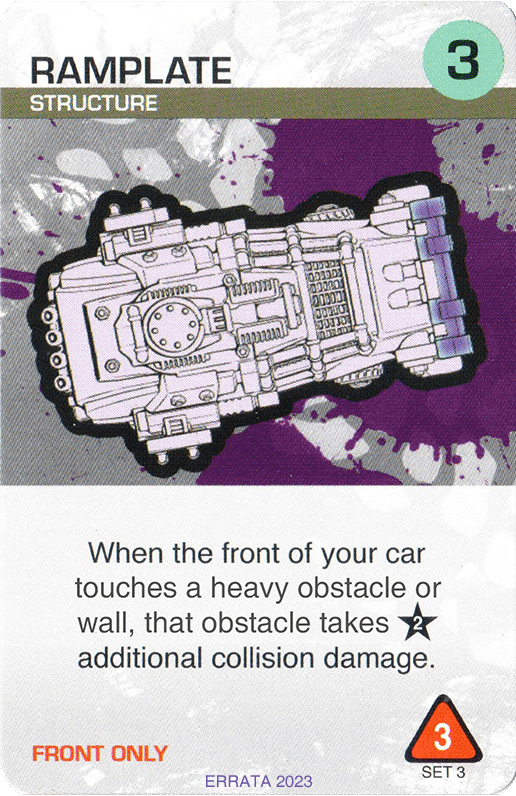 RAMPLATE
3
STRUCTURE
When the front of your car
touches a heavy obstacle or
wall, that obstacle takes 2
additional collision damage.
FRONT ONLY
3
SET 3
ERRATA 2023